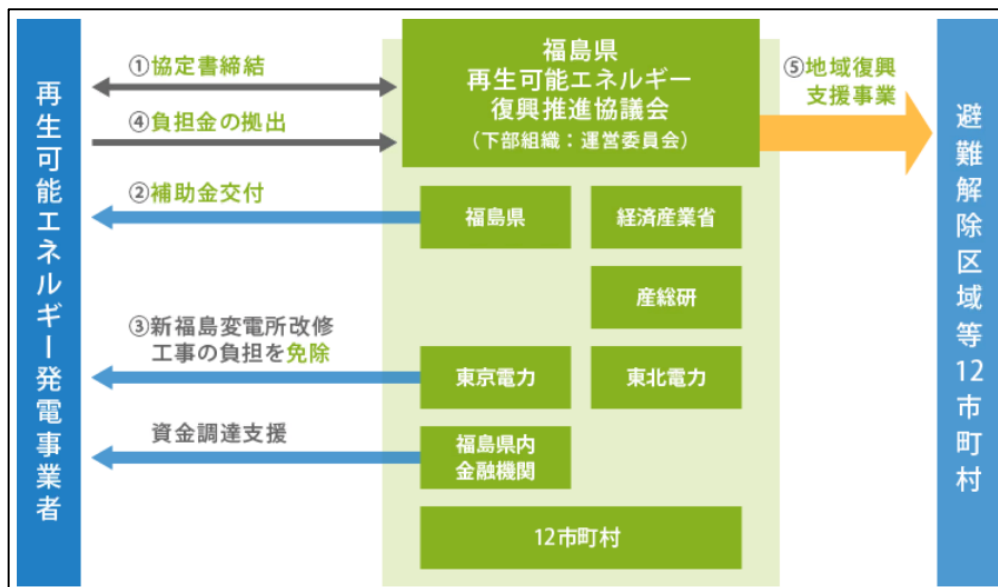 再生可能エネルギー発電事業者
①協定書締結
④負担金の拠出
②補助金交付
③新福島変電所改修
工事の負担を免除
資金調達支援
福島県
再生可能エネルギー
復興推進協議会
（下部組織：運営委員会）
福島県
経済産業省
産総研
東京電力
東北電力
福島県内
金融機関
12市町村
⑤地域復興
支援事業
避難解除区域等12市町村